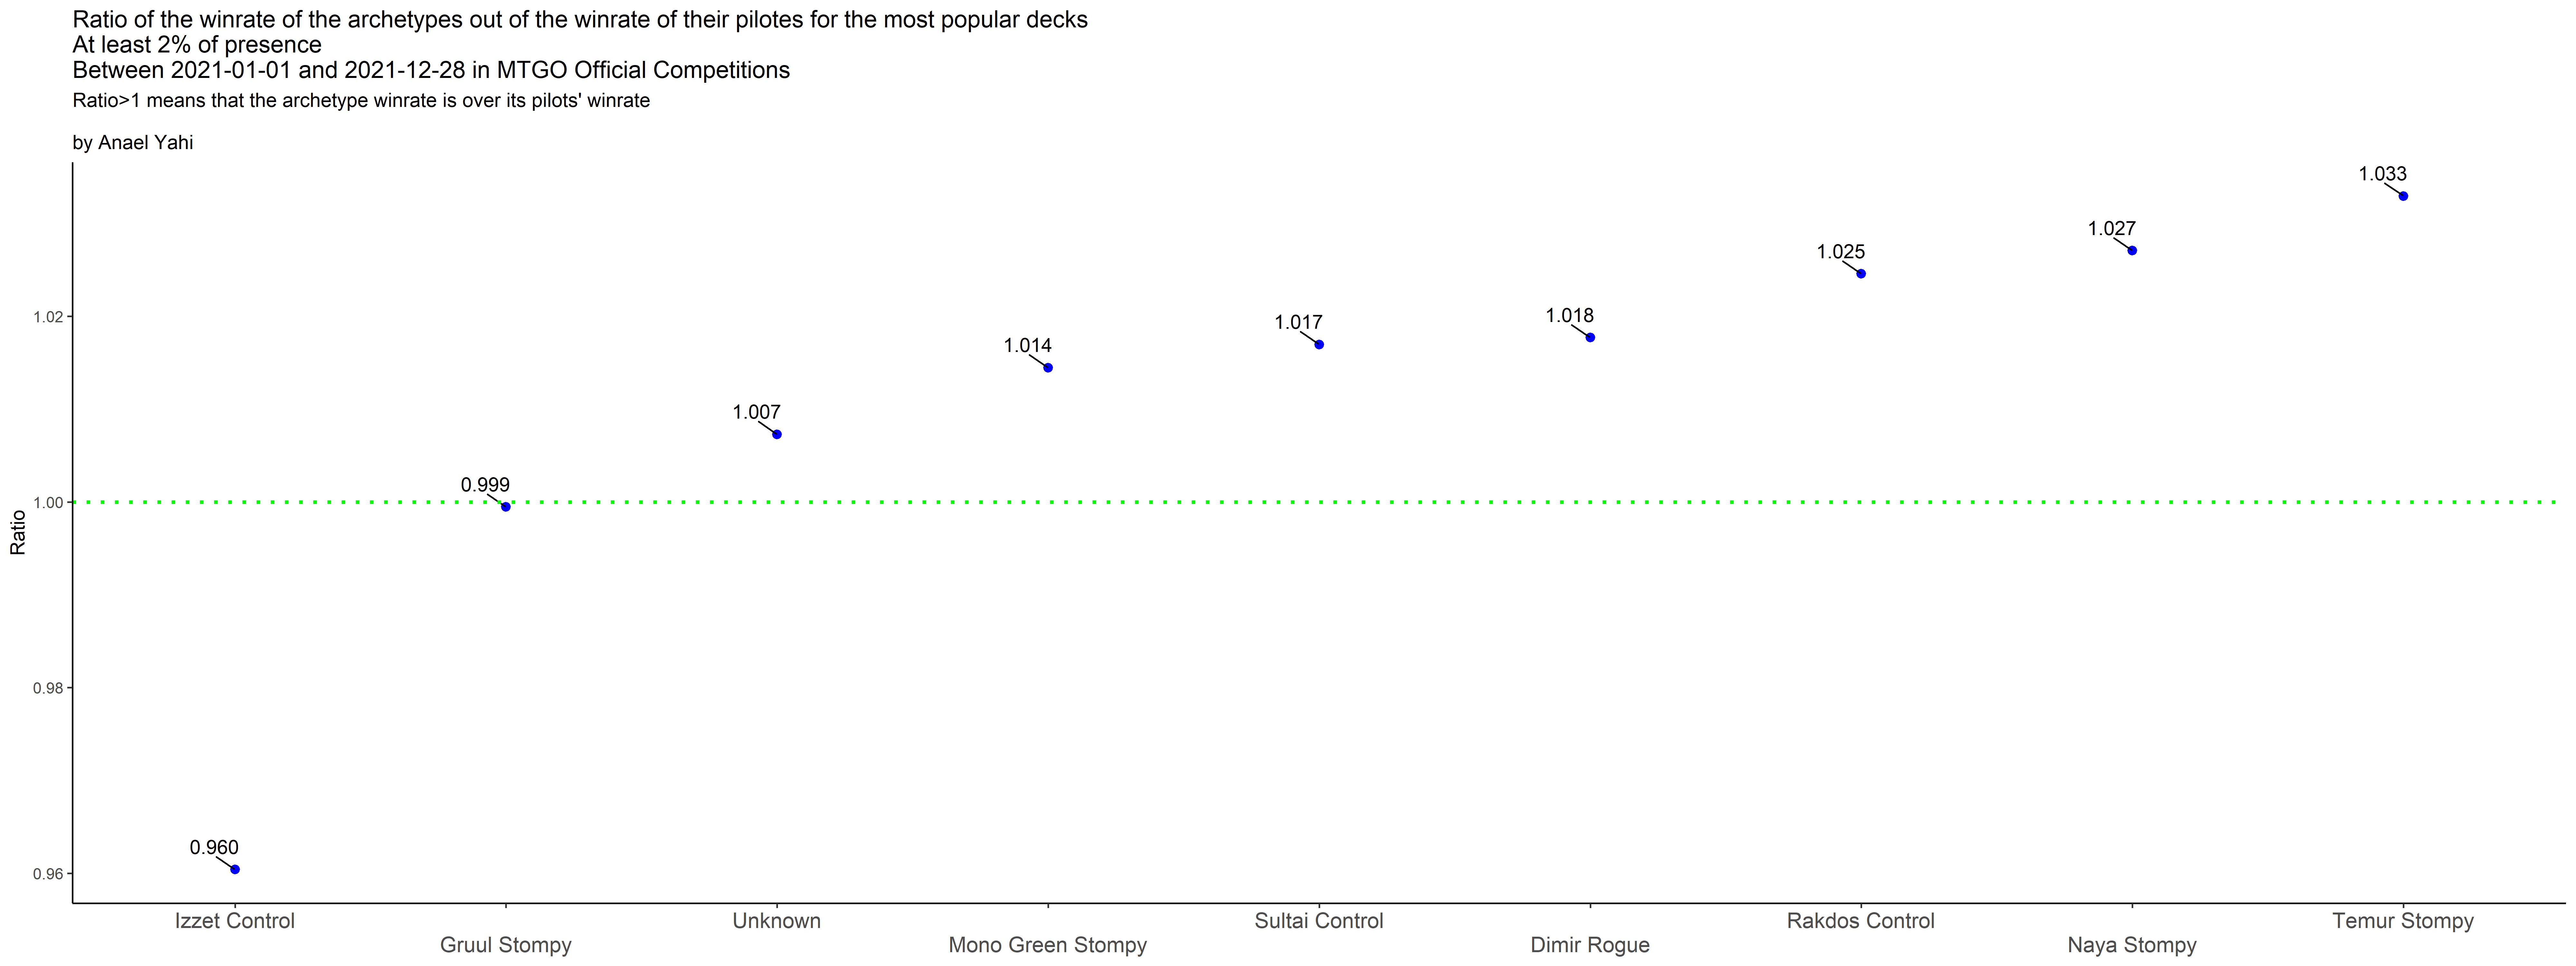 Ratio of the winrate of the archetypes out of the winrate of their pilotes for the most popular decks
At least 2% of presence
Between 2021-01-01 and 2021-12-28 in MTGO Official Competitions
Ratio>1 means that the archetype winrate is over its pilots' winrate
by Anael Yahi
1.033
1.027
1.025
1.018
1.017
1.014
1.007
0.999
0.960
1.02
1.00
0.98
0.96
Ratio
Izzet Control
Gruul Stompy
Unknown
Mono Green Stompy
Sultai Control
Dimir Rogue
Rakdos Control
Naya Stompy
Temur Stompy